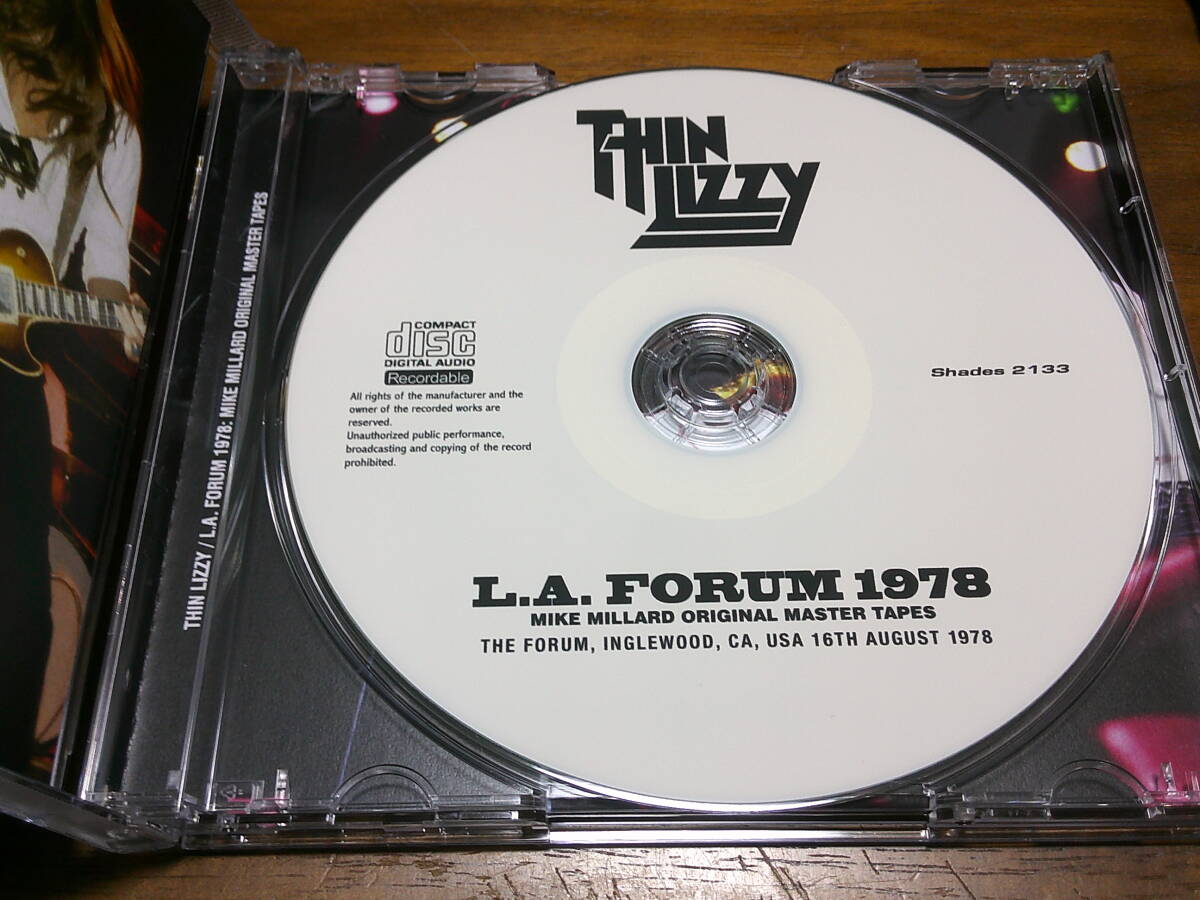 THIN LIZZY / L.A. FORUM 1978: MIKE MILLARD ORIGINAL MASTER TAPES
THIN
LIZZY
COMPACT
disc
DIGITAL AUDIO
Recordable
All rights of the manufacturer and the
owner of the recorded works are
reserved.
Unauthorized public performance,
broadcasting and copying of the record
prohibited.
Shades 2133
L.A. FORUM 1978
MIKE MILLARD ORIGINAL MASTER TAPES
THE FORUM, INGLEWOOD, CA, USA 16TH AUGUST 1978